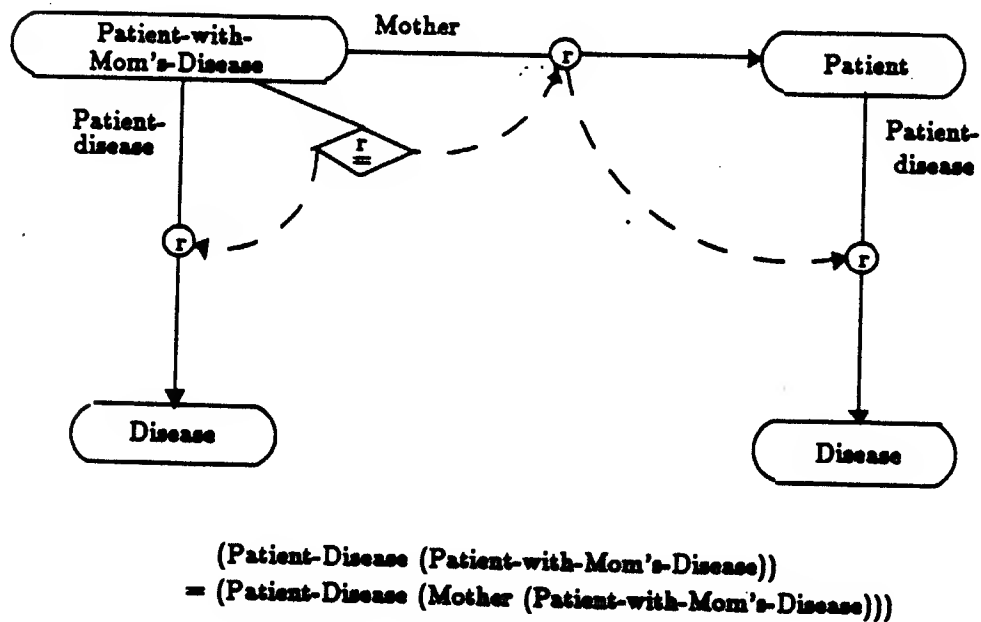 Mother
Patient-with-
Mom's-Disease
r
Patient
Patient-
disease
r
=
Patient-
disease
r
r
Disease
Disease
(Patient-Disease (Patient-with-Mom's-Disease))
= (Patient-Disease (Mother (Patient-with-Mom's-Disease)))